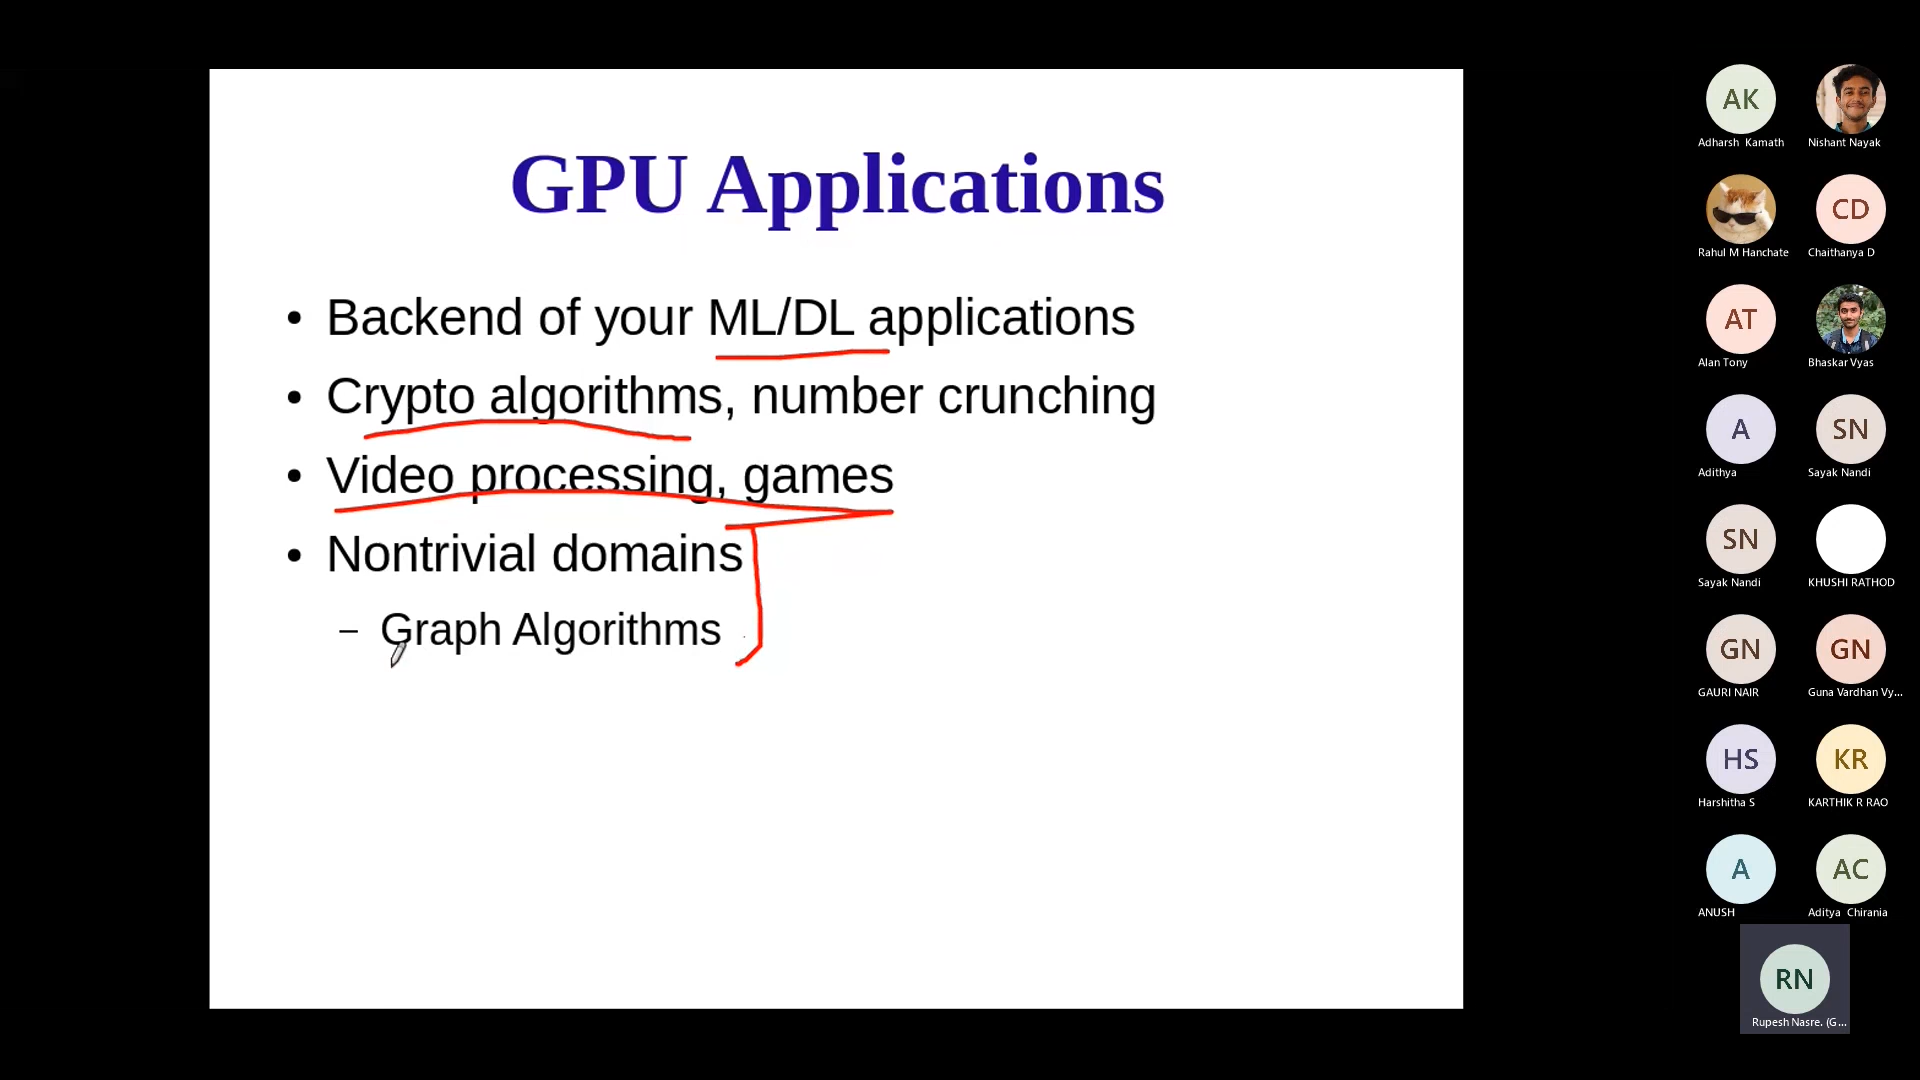 GPU Applications
• Backend of your ML/DL applications
• Crypto algorithms, number crunching
• Video processing, games
• Nontrivial domains
– Graph Algorithms
AK
Adharsh Kamath
Nishant Nayak
Rahul M Hanchate
CD
Chaithanya D
AT
Alan Tony
Bhaskar Vyas
A
Adithya
SN
Sayak Nandi
SN
Sayak Nandi
KHUSHI RATHOD
GN
GAURI NAIR
GN
Guna Vardhan Vy...
HS
Harshitha S
KR
KARTHIK R RAO
A
ANUSH
AC
Aditya Chirania
RN
Rupesh Nasre. (G...